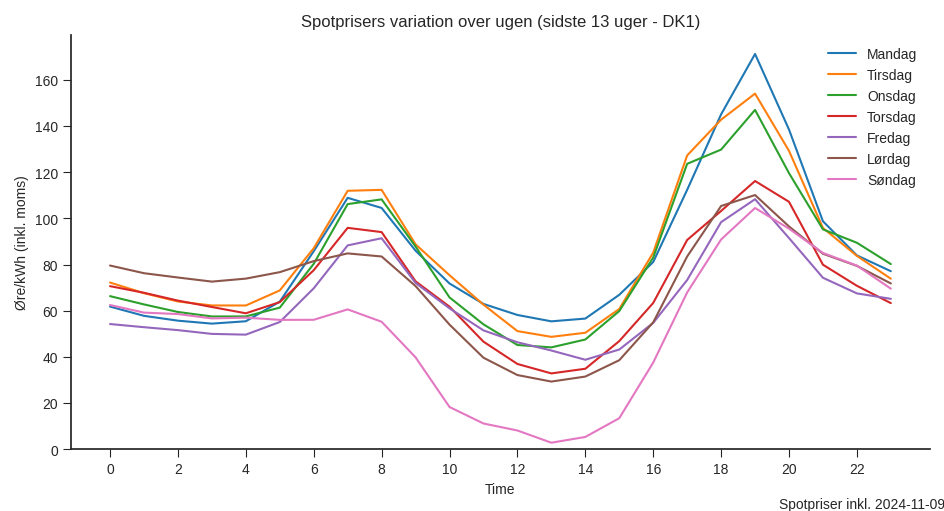 Spotprisers variation over ugen (sidste 13 uger - DK1)
Øre/kWh (inkl. moms)
160
140
120
100
80
60
40
20
0
0 2 4 6 8 10 12 14 16 18 20 22
Time
Mandag
Tirsdag
Onsdag
Torsdag
Fredag
Lørdag
Søndag
Spotpriser inkl. 2024-11-09